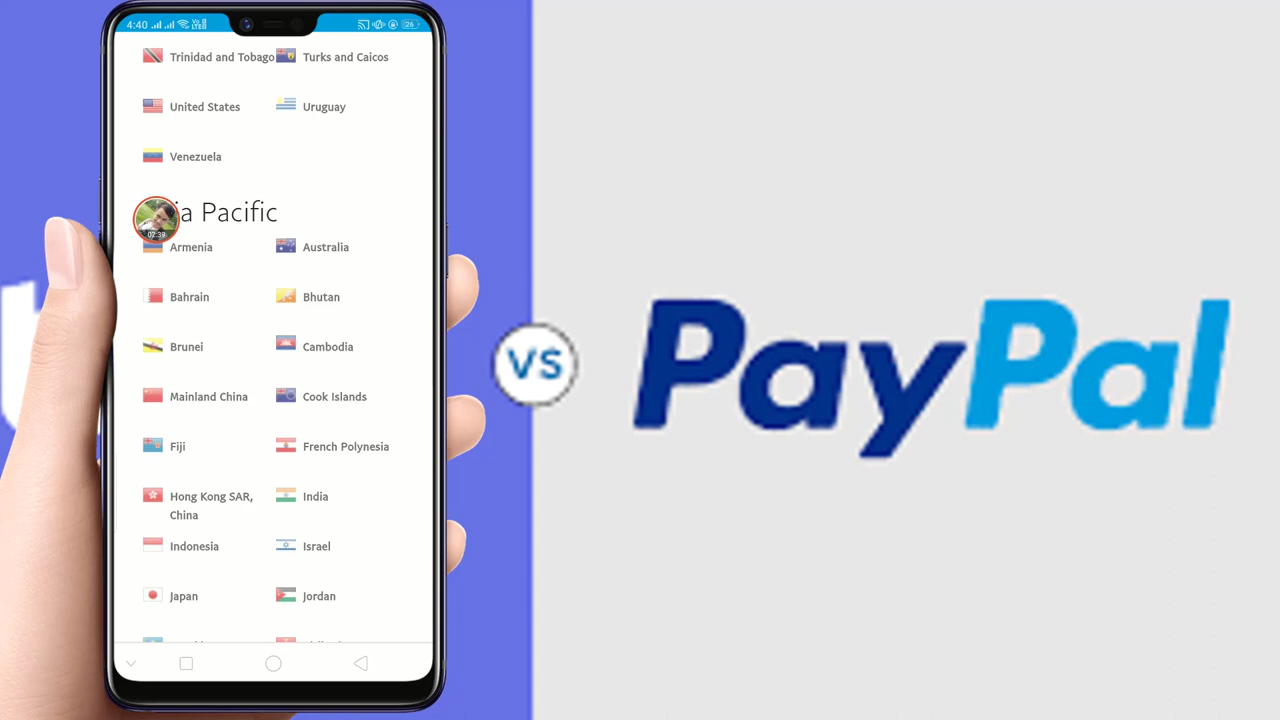 4:40
26
Trinidad and Tobago Turks and Caicos
United States Uruguay
Venezuela
ia Pacific
02:39
Armenia Australia
Bahrain Bhutan
Brunei Cambodia
Mainland China Cook Islands
Fiji French Polynesia
Hong Kong SAR, India
China
Indonesia Israel
Japan Jordan
VS
PayPal